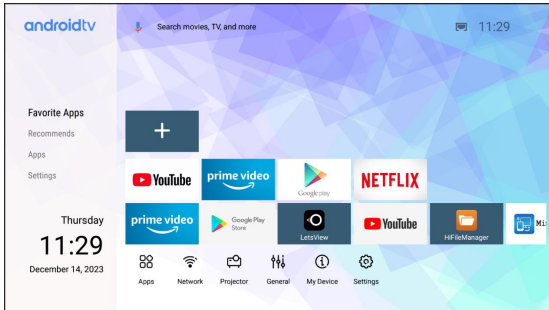 androidtv
Search movies, TV, and more
11:29
Favorite Apps
Recommends
Apps
Settings
Thursday
11:29
December 14, 2023
+
YouTube
prime video
Google play
NETFLIX
prime video
Google Play
Store
LetsView
YouTube
HiFileManager
Apps
Network
Projector
General
My Device
Settings